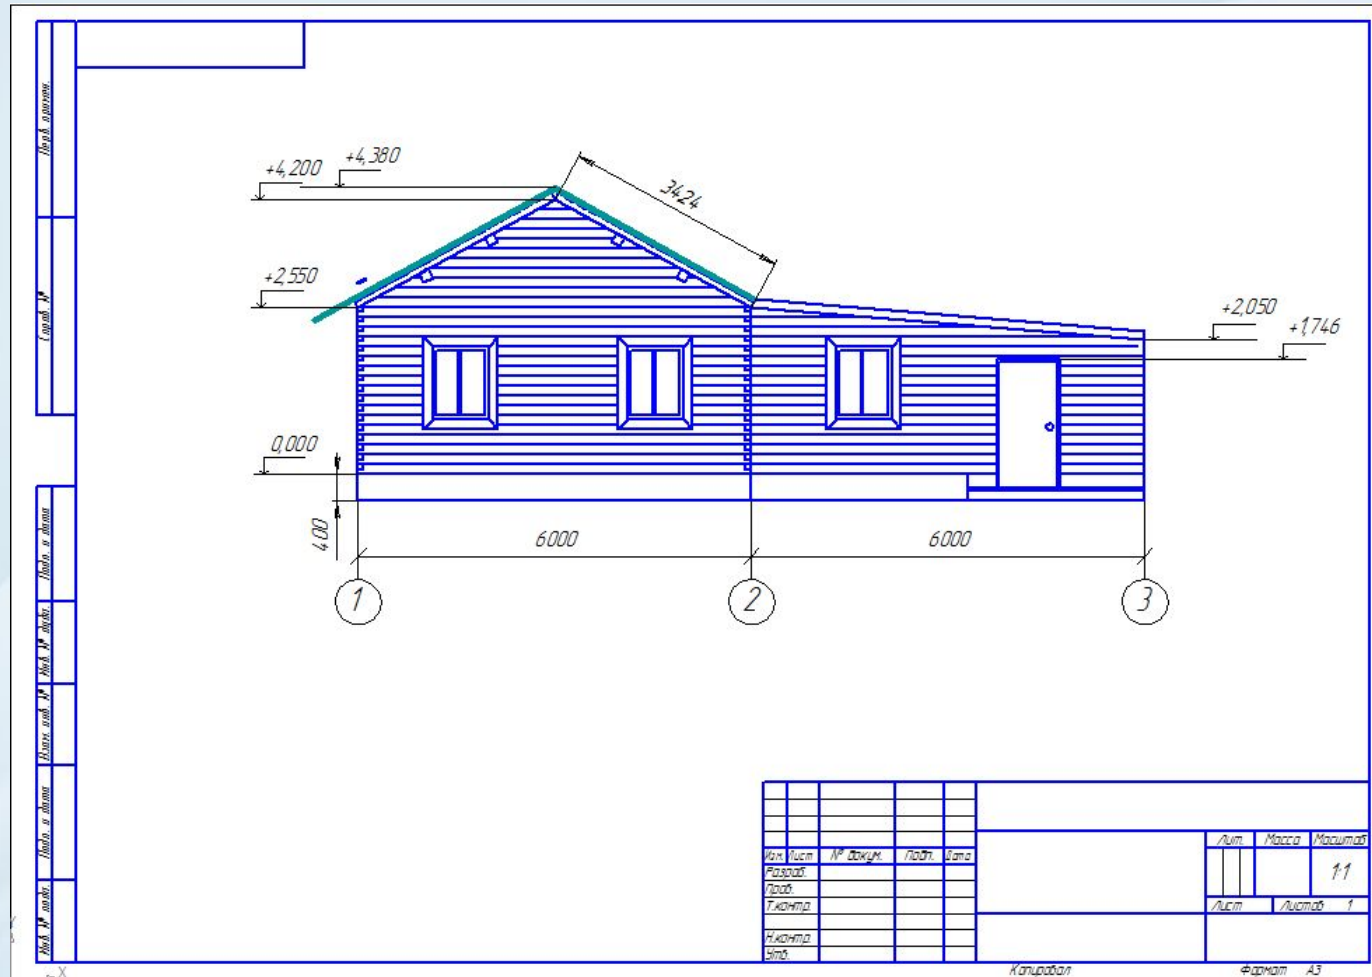 Перв. примен.
Справ. №
Подп. и дата
Инв. № дубл.
Взам. инв. №
Подп. и дата
Инв. № подл.
+4,200
+4,380
3424
+2,550
+2,050
+1,746
0,000
400
6000
6000
1
2
3
Лит. Масса Масштаб
Изм. Лист № докум. Подп. Дата
Разраб.
1:1
Пров.
Т.контр.
Лист Листов 1
Н.контр.
Утв.
Копировал Формат А3
X